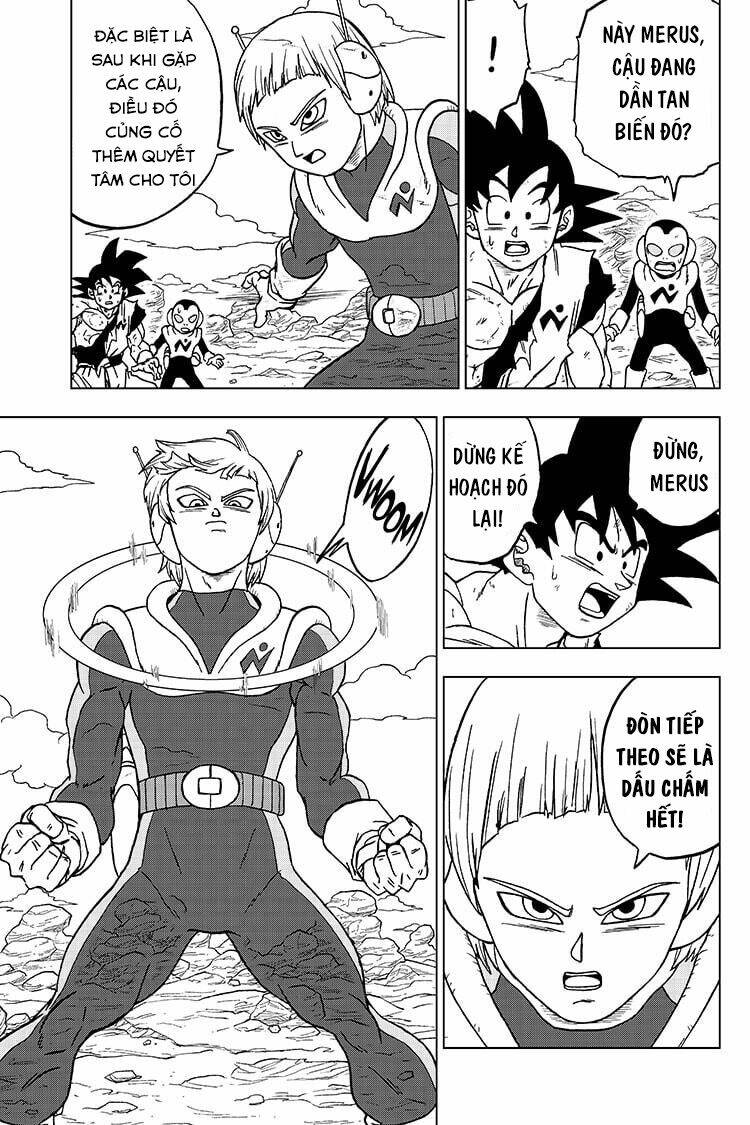 NÀY MERUS,
CẬU ĐANG
DẦN TAN
BIẾN ĐÓ?
!
ĐẶC BIỆT LÀ
SAU KHI GẶP
CÁC CẬU,
ĐIỀU ĐÓ
CỦNG CỐ
THÊM QUYẾT
TÂM CHO TÔI
ĐỪNG,
MERUS
DỪNG KẾ
HOẠCH ĐÓ
LẠI!
ĐÒN TIẾP
THEO SẼ LÀ
DẤU CHẤM
HẾT!
VWOOM